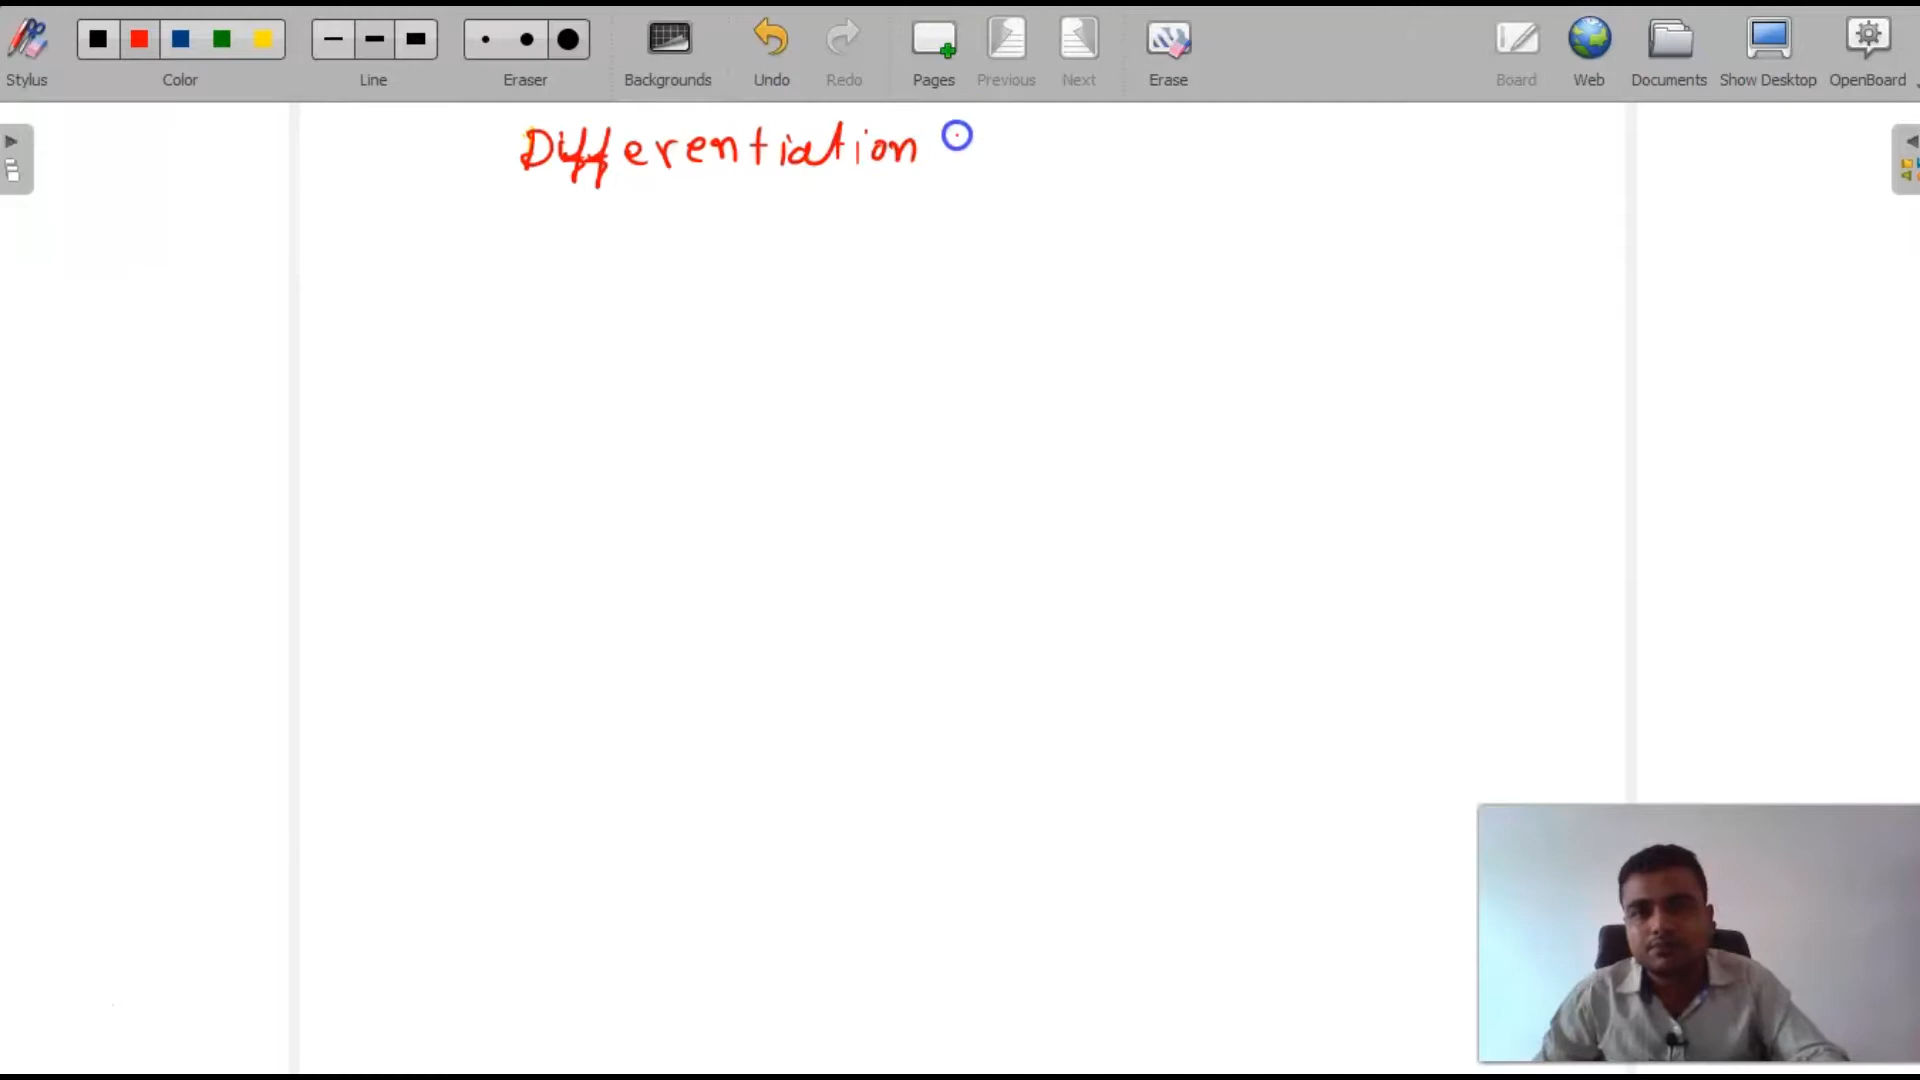 Stylus Color Line Eraser Backgrounds Undo Redo Pages Previous Next Erase Board Web Documents Show Desktop OpenBoard
Differentiation